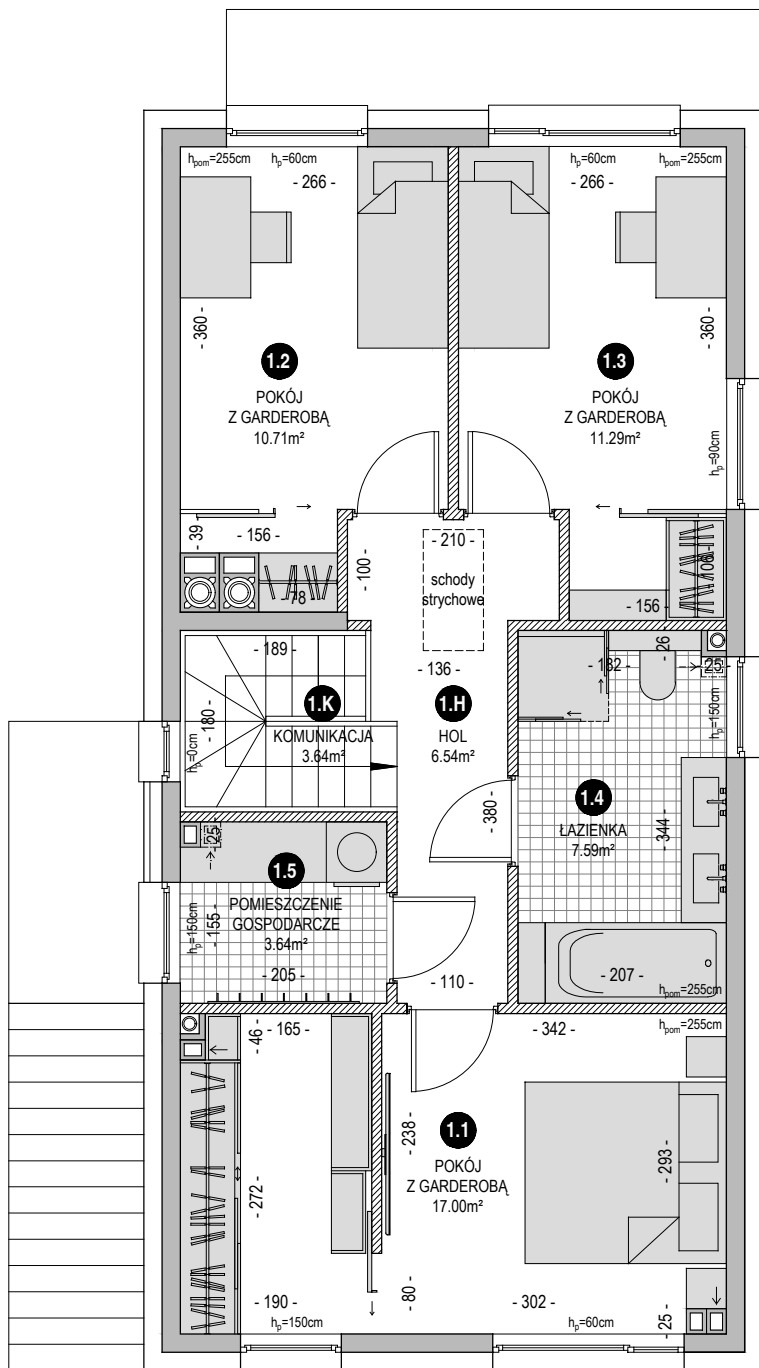 hpom=255cm
hp=60cm
- 266 -
- 360 -
1.2
POKÓJ
Z GARDEROBĄ
10.71m²
- 39 -
- 156 -
- 78 -
hp=60cm
hpom=255cm
- 266 -
- 360 -
1.3
POKÓJ
Z GARDEROBĄ
11.29m²
hp=90cm
- 156 -
- 106 -
- 100 -
- 210 -
schody
strychowe
- 136 -
1.H
HOL
6.54m²
- 380 -
- 110 -
- 189 -
- 180 -
1.K
KOMUNIKACJA
3.64m²
hp=0cm
- 26 -
- 132 -
- 25 -
hp=150cm
1.4
ŁAZIENKA
7.59m²
- 344 -
- 207 -
hpom=255cm
- 25 -
1.5
POMIESZCZENIE
GOSPODARCZE
3.64m²
hp=150cm
- 155 -
- 205 -
- 46 -
- 165 -
- 342 -
hpom=255cm
- 238 -
1.1
POKÓJ
Z GARDEROBĄ
17.00m²
- 293 -
- 272 -
- 190 -
hp=150cm
- 80 -
- 302 -
hp=60cm
- 25 -